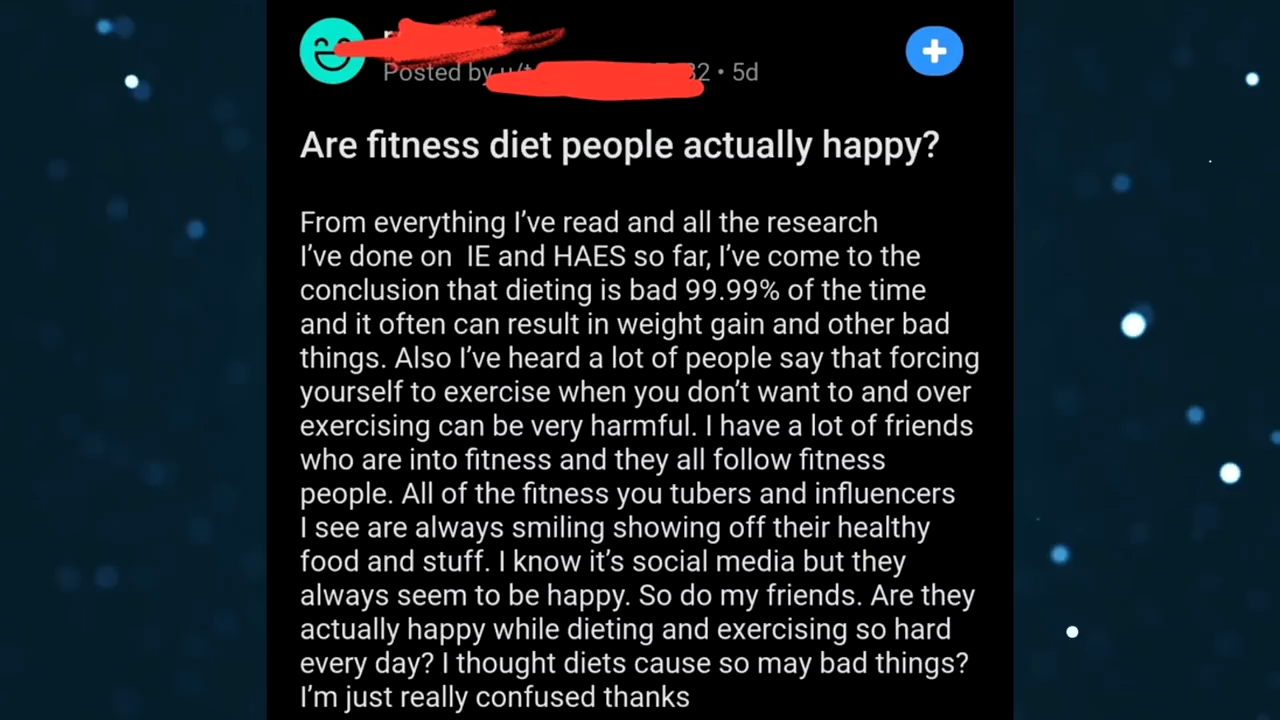 Posted by u/t 32 • 5d
Are fitness diet people actually happy?
From everything I've read and all the research
I've done on IE and HAES so far, I've come to the
conclusion that dieting is bad 99.99% of the time
and it often can result in weight gain and other bad
things. Also I've heard a lot of people say that forcing
yourself to exercise when you don't want to and over
exercising can be very harmful. I have a lot of friends
who are into fitness and they all follow fitness
people. All of the fitness you tubers and influencers
I see are always smiling showing off their healthy
food and stuff. I know it's social media but they
always seem to be happy. So do my friends. Are they
actually happy while dieting and exercising so hard
every day? I thought diets cause so may bad things?
I'm just really confused thanks